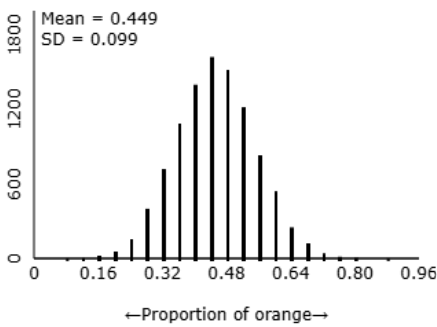 Mean = 0.449
SD = 0.099
1800
1200
600
0
0 0.16 0.32 0.48 0.64 0.80 0.96
←Proportion of orange→